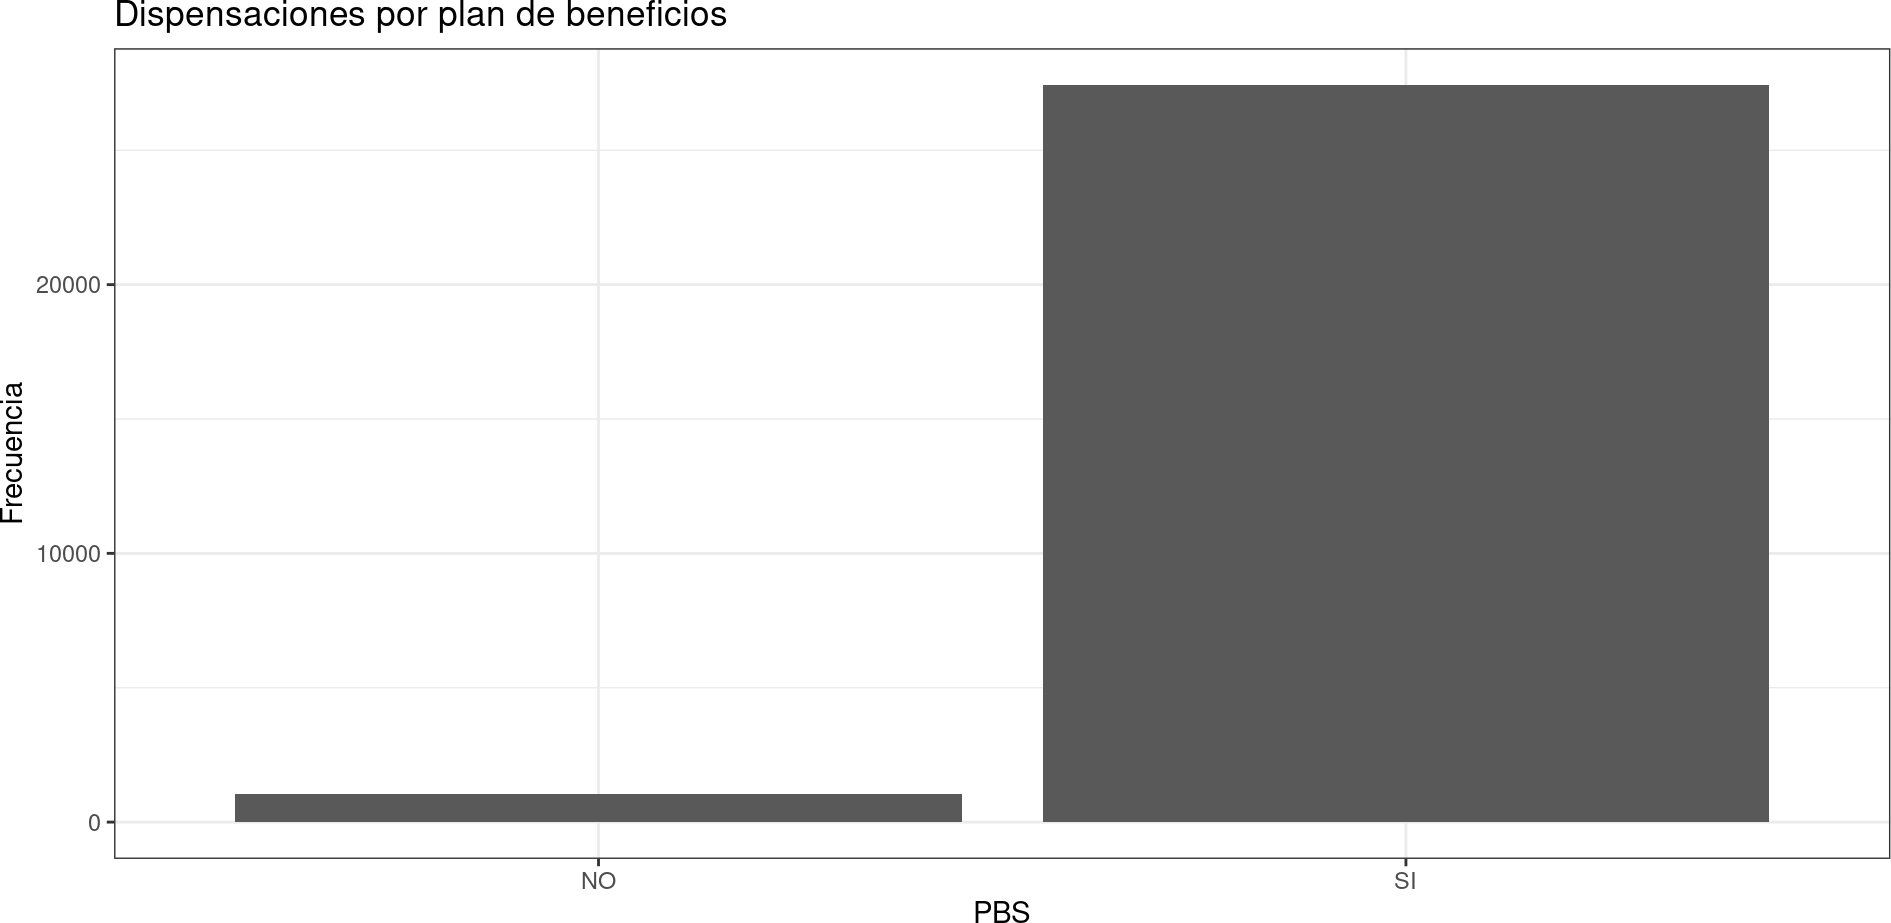 Dispensaciones por plan de beneficios
Frecuencia
20000
10000
0
NO
SI
PBS